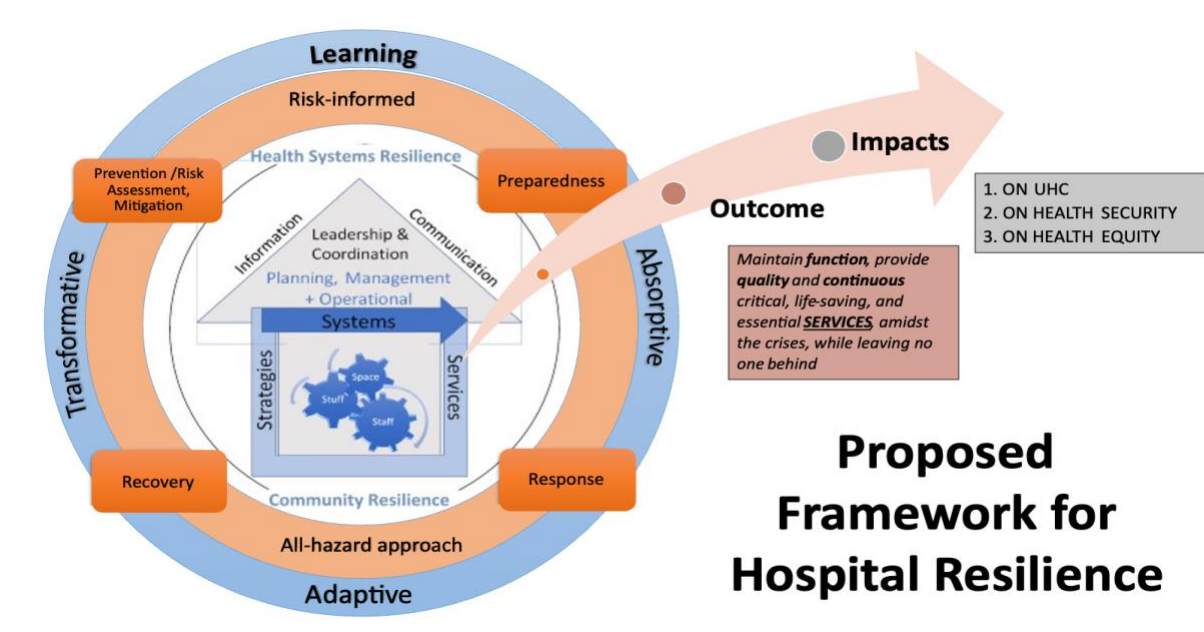 Learning
Risk-informed
Health Systems Resilience
Prevention /Risk
Assessment,
Mitigation
Preparedness
Information
Communication
Leadership &
Coordination
Planning, Management
+ Operational
Systems
Strategies
Services
Space
Stuff
Staff
Transformative
Absorptive
Recovery
Response
Community Resilience
All-hazard approach
Adaptive
Impacts
1. ON UHC
2. ON HEALTH SECURITY
3. ON HEALTH EQUITY
Outcome
Maintain function, provide
quality and continuous
critical, life-saving, and
essential SERVICES, amidst
the crises, while leaving no
one behind
Proposed
Framework for
Hospital Resilience